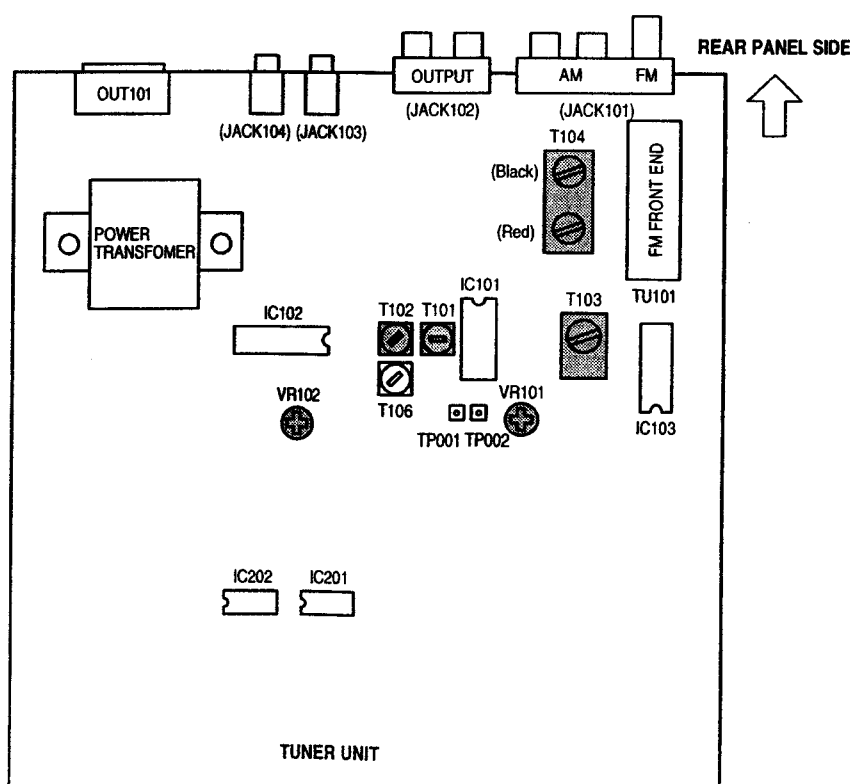 REAR PANEL SIDE
OUT101
OUTPUT
AM
FM
(JACK104)
(JACK103)
(JACK102)
(JACK101)
T104
(Black)
(Red)
FM FRONT END
TU101
POWER
TRANSFOMER
IC102
T102
T101
IC101
T103
VR102
T106
VR101
TP001
TP002
IC103
IC202
IC201
TUNER UNIT